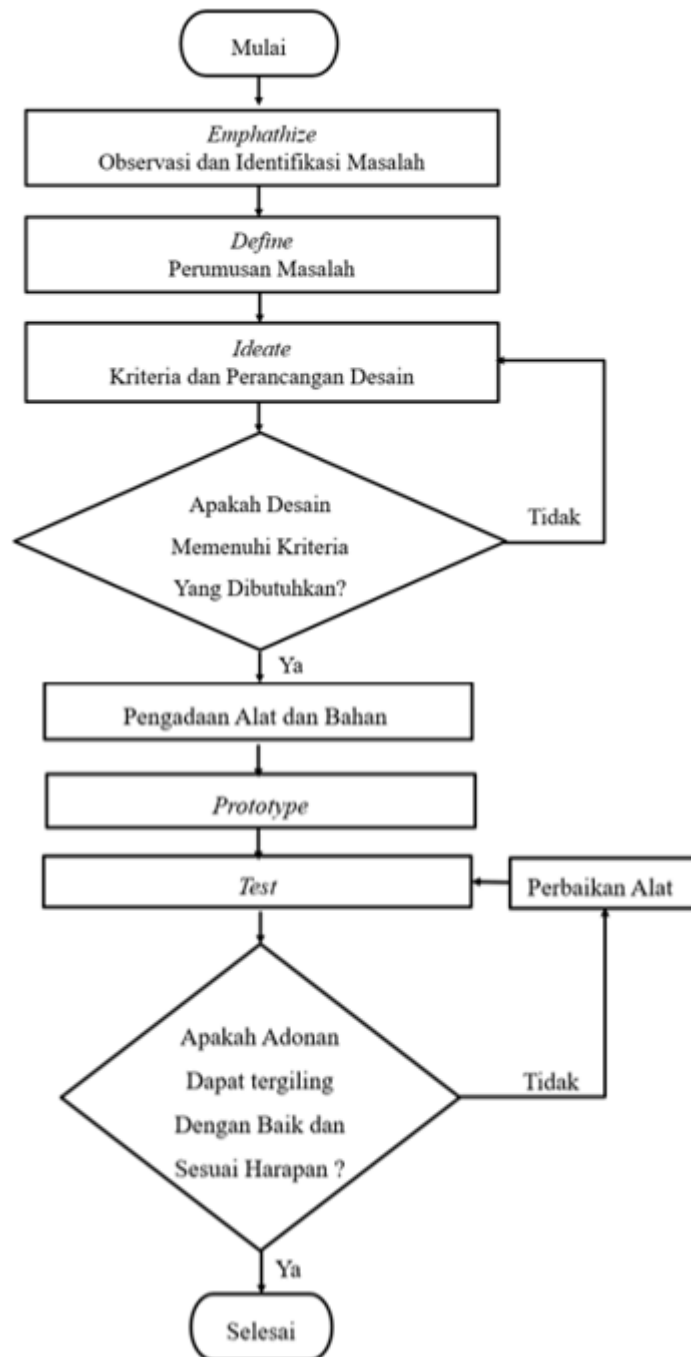 Mulai
Emphathize
Observasi dan Identifikasi Masalah
Define
Perumusan Masalah
Ideate
Kriteria dan Perancangan Desain
Apakah Desain
Memenuhi Kriteria
Yang Dibutuhkan?
Tidak
Ya
Pengadaan Alat dan Bahan
Prototype
Test
Perbaikan Alat
Apakah Adonan
Dapat tergiling
Dengan Baik dan
Sesuai Harapan ?
Tidak
Ya
Selesai